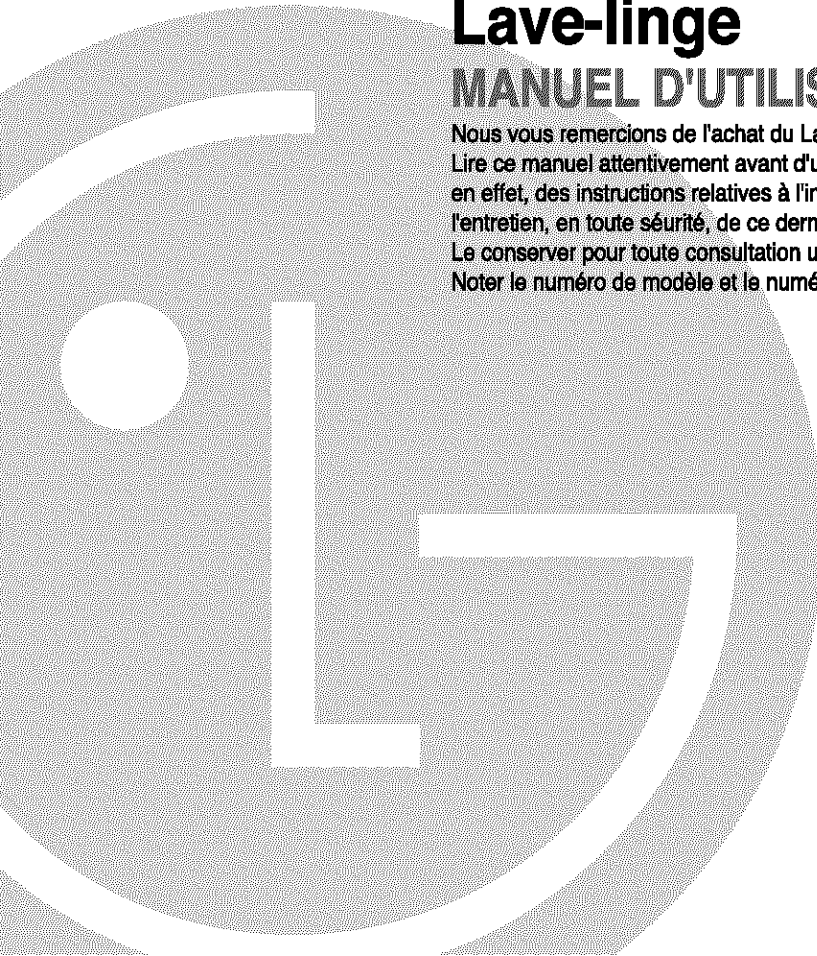 Lave-linge
MANUEL D'UTILIS
Nous vous remercions de l'achat du La
Lire ce manuel attentivement avant d'u
en effet, des instructions relatives à l'in
l'entretien, en toute séurité, de ce dern
Le conserver pour toute consultation u
Noter le numéro de modèle et le numé